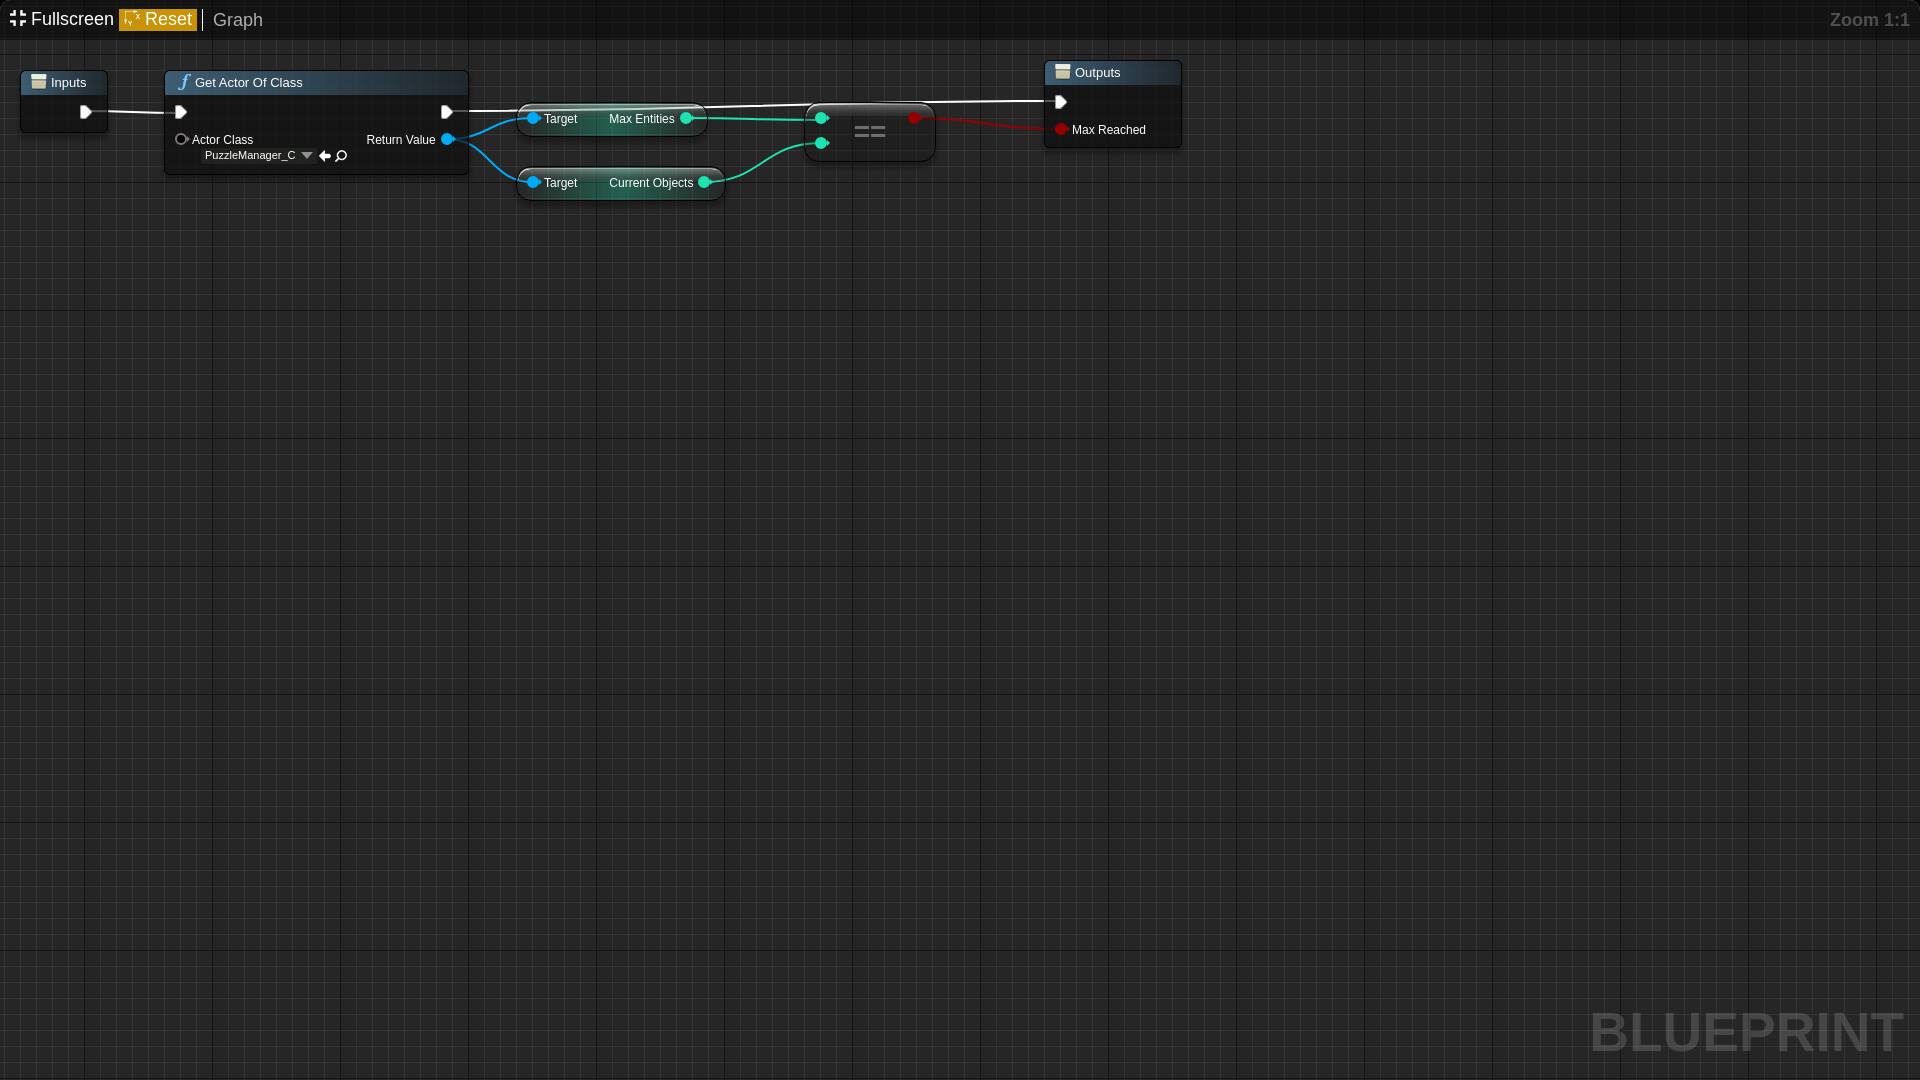 Fullscreen Reset Graph Zoom 1:1
Inputs
Get Actor Of Class
Actor Class Return Value
PuzzleManager_C
Target Max Entities
Target Current Objects
==
Outputs
Max Reached
BLUEPRINT